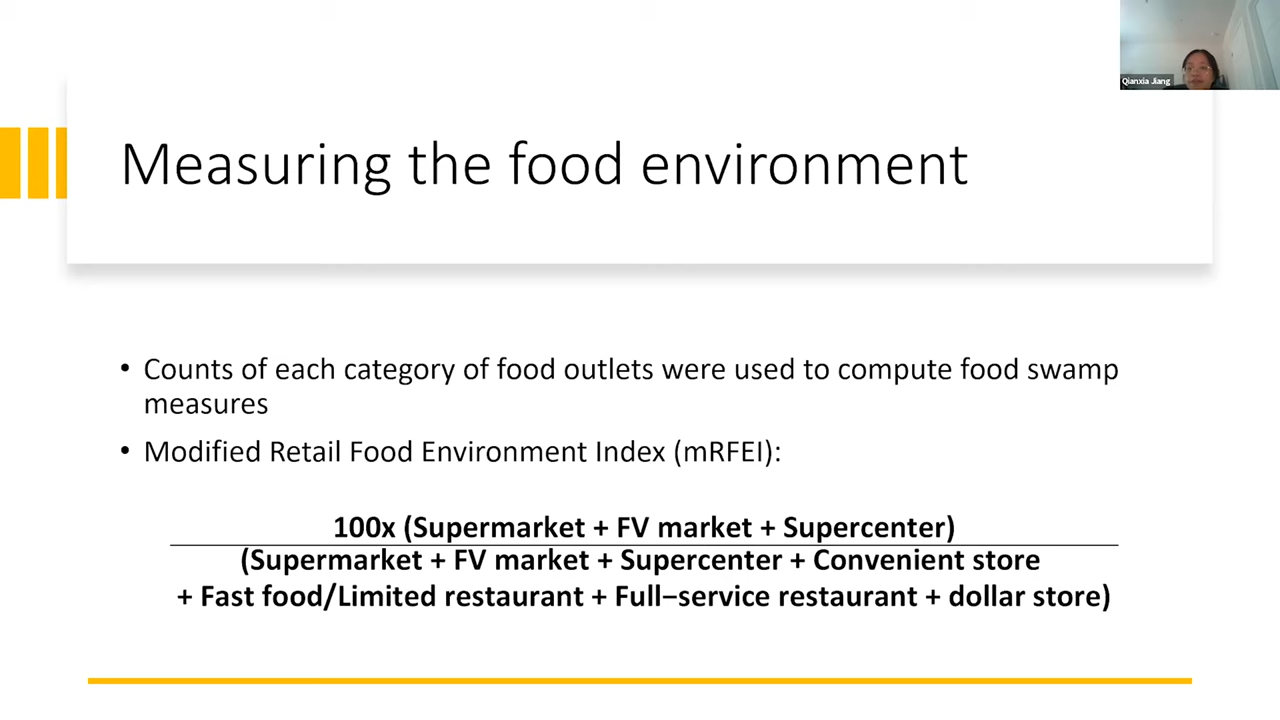 Qianxia Jiang
Measuring the food environment
• Counts of each category of food outlets were used to compute food swamp
measures
• Modified Retail Food Environment Index (mRFEI):
100x (Supermarket + FV market + Supercenter)
(Supermarket + FV market + Supercenter + Convenient store
+ Fast food/Limited restaurant + Full−service restaurant + dollar store)